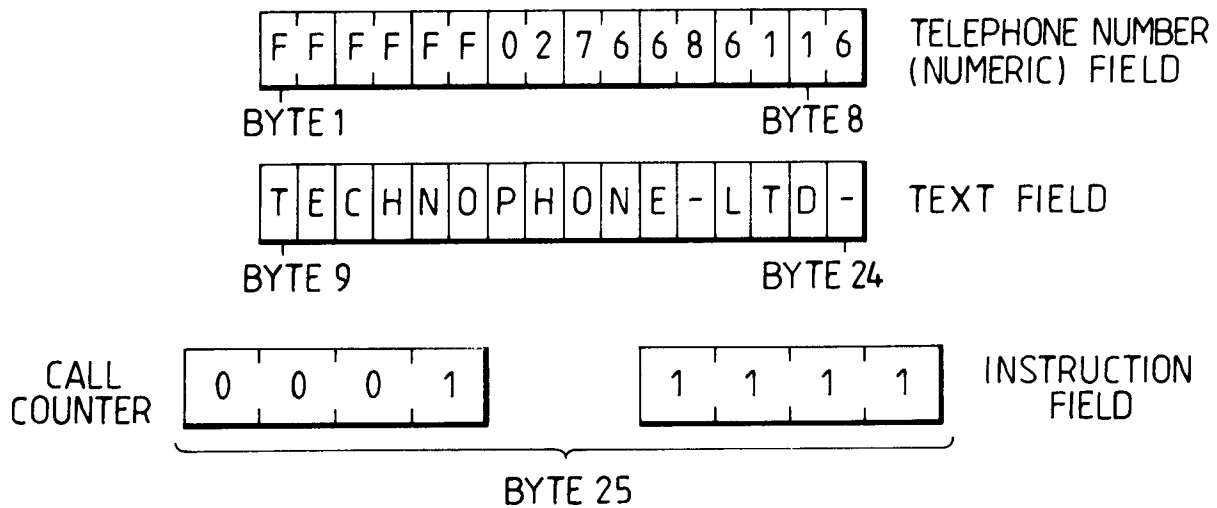 F F F F F F 0 2 7 6 6 8 6 1 1 6
TELEPHONE NUMBER
(NUMERIC) FIELD
BYTE 1
BYTE 8
T E C H N O P H O N E - L T D -
TEXT FIELD
BYTE 9
BYTE 24
CALL
COUNTER
0 0 0 1
1 1 1 1
INSTRUCTION
FIELD
BYTE 25